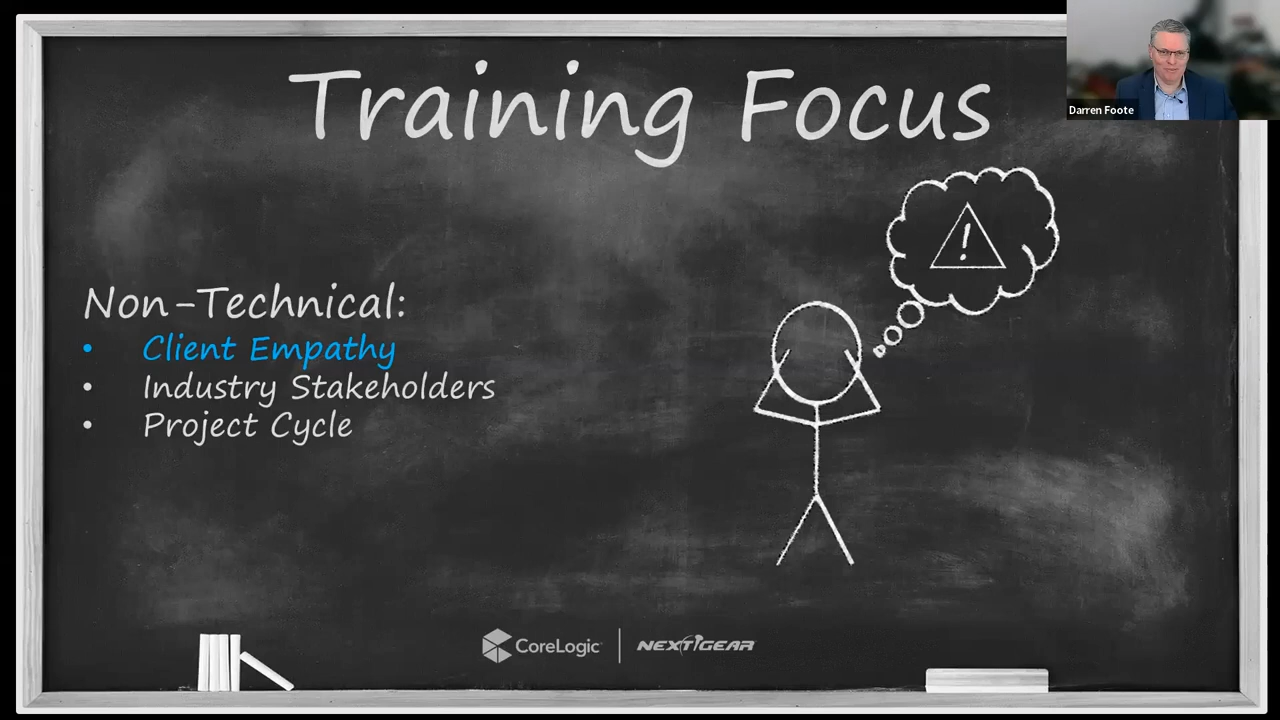 Training Focus
Darren Foote
Non-Technical:
• Client Empathy
• Industry Stakeholders
• Project Cycle
!
CoreLogic | NEXTGEAR